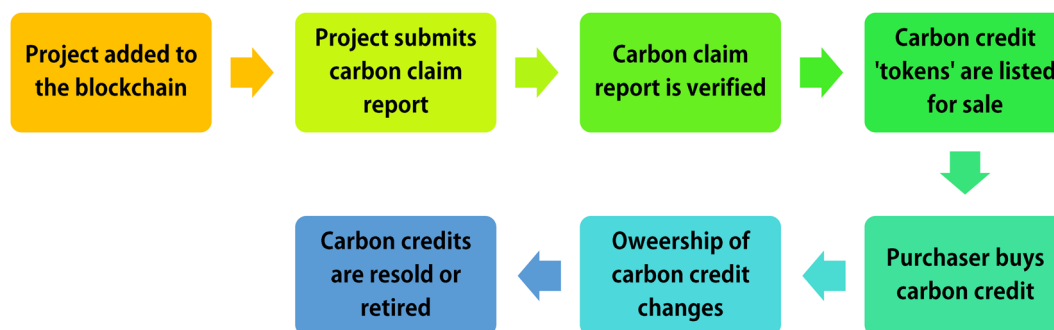 Project added to
the blockchain
Project submits
carbon claim
report
Carbon claim
report is verified
Carbon credit
'tokens' are listed
for sale
Purchaser buys
carbon credit
Oweership of
carbon credit
changes
Carbon credits
are resold or
retired